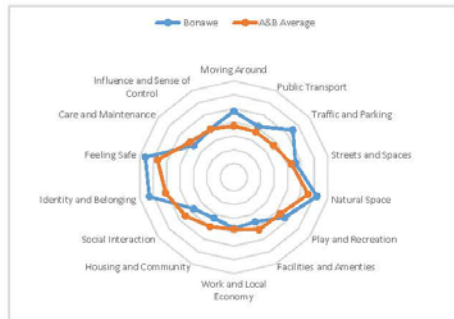 Bonawe
A&B Average
Moving Around
Public Transport
Traffic and Parking
Streets and Spaces
Natural Space
Play and Recreation
Facilities and Amenties
Work and Local
Economy
Housing and Community
Social Interaction
Identity and Belonging
Feeling Safe
Care and Maintenance
Influence and Sense of
Control